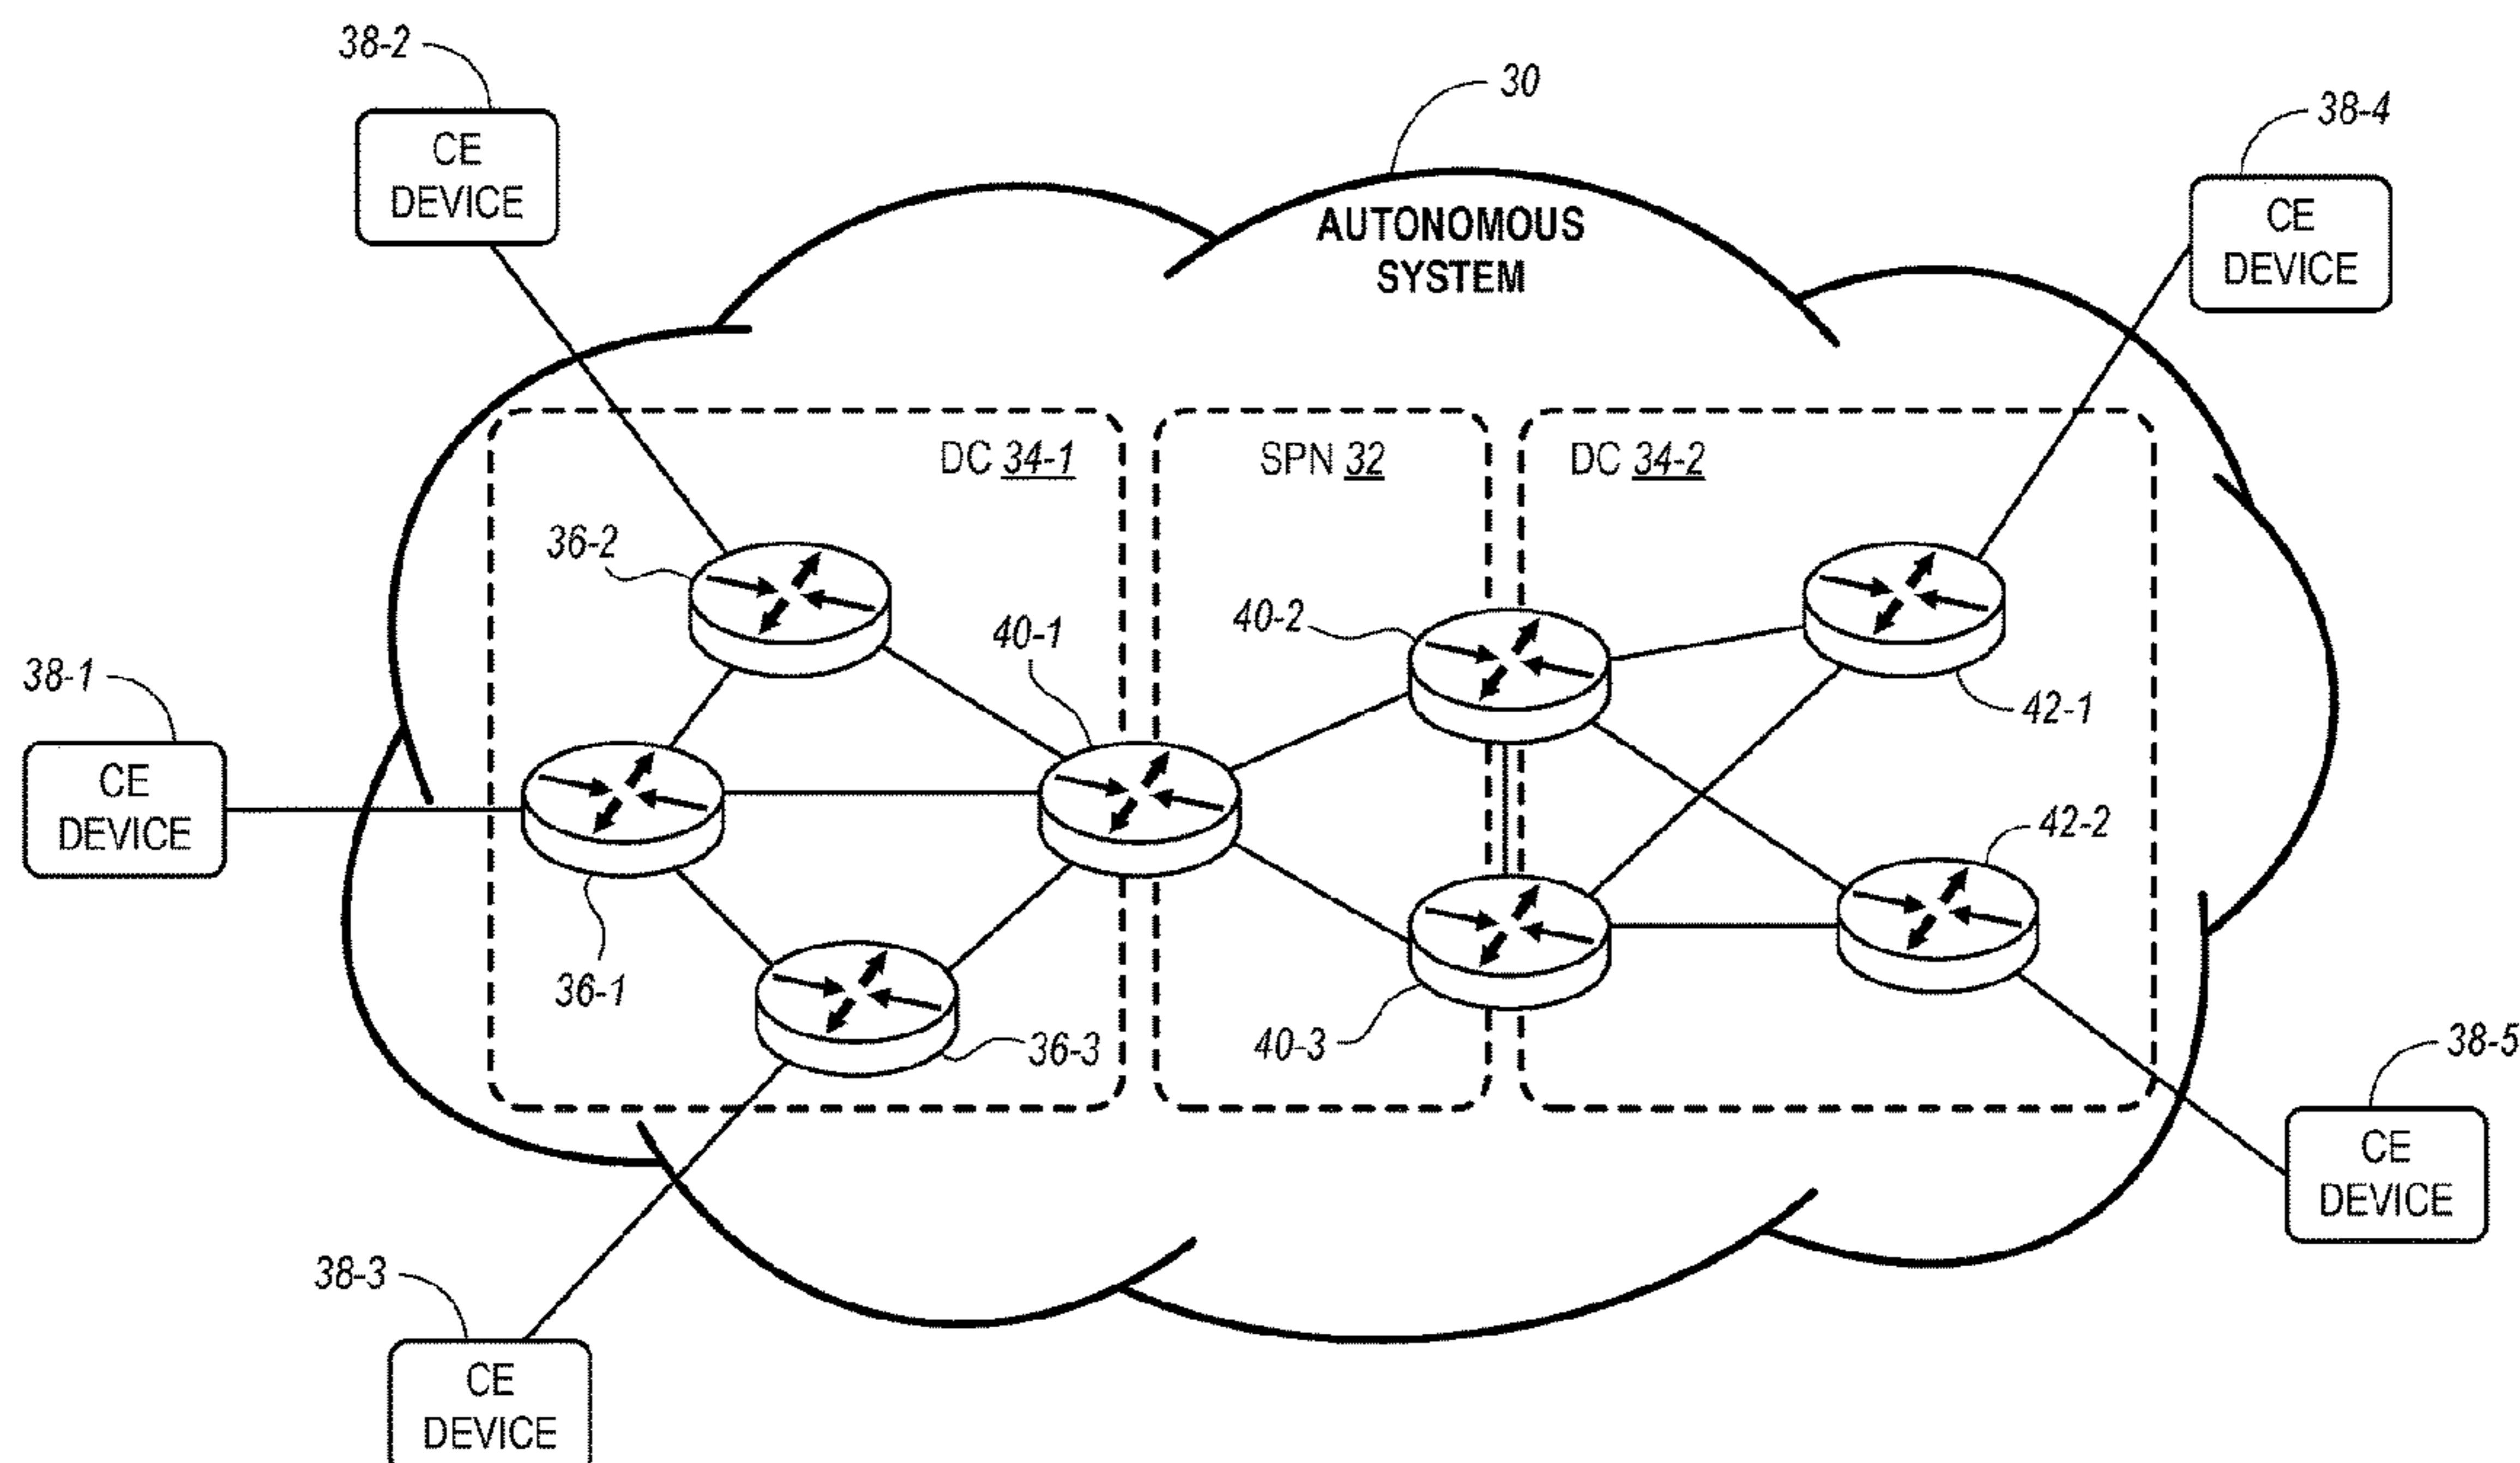 38-2
30
38-4
CE
DEVICE
CE
DEVICE
AUTONOMOUS
SYSTEM
DC 34-1
SPN 32
DC 34-2
36-2
40-1
40-2
38-1
42-1
CE
DEVICE
42-2
36-1
36-3
40-3
38-5
CE
DEVICE
38-3
CE
DEVICE